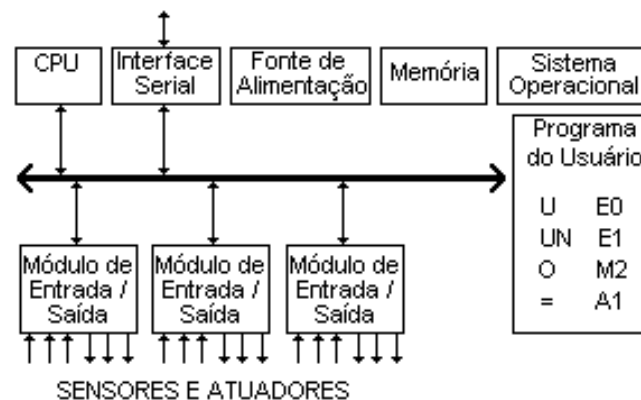 CPU
Interface
Serial
Fonte de
Alimentação
Memória
Sistema
Operacional
Programa
do Usuário
U E0
UN E1
O M2
= A1
Módulo de
Entrada /
Saída
Módulo de
Entrada /
Saída
Módulo de
Entrada /
Saída
SENSORES E ATUADORES